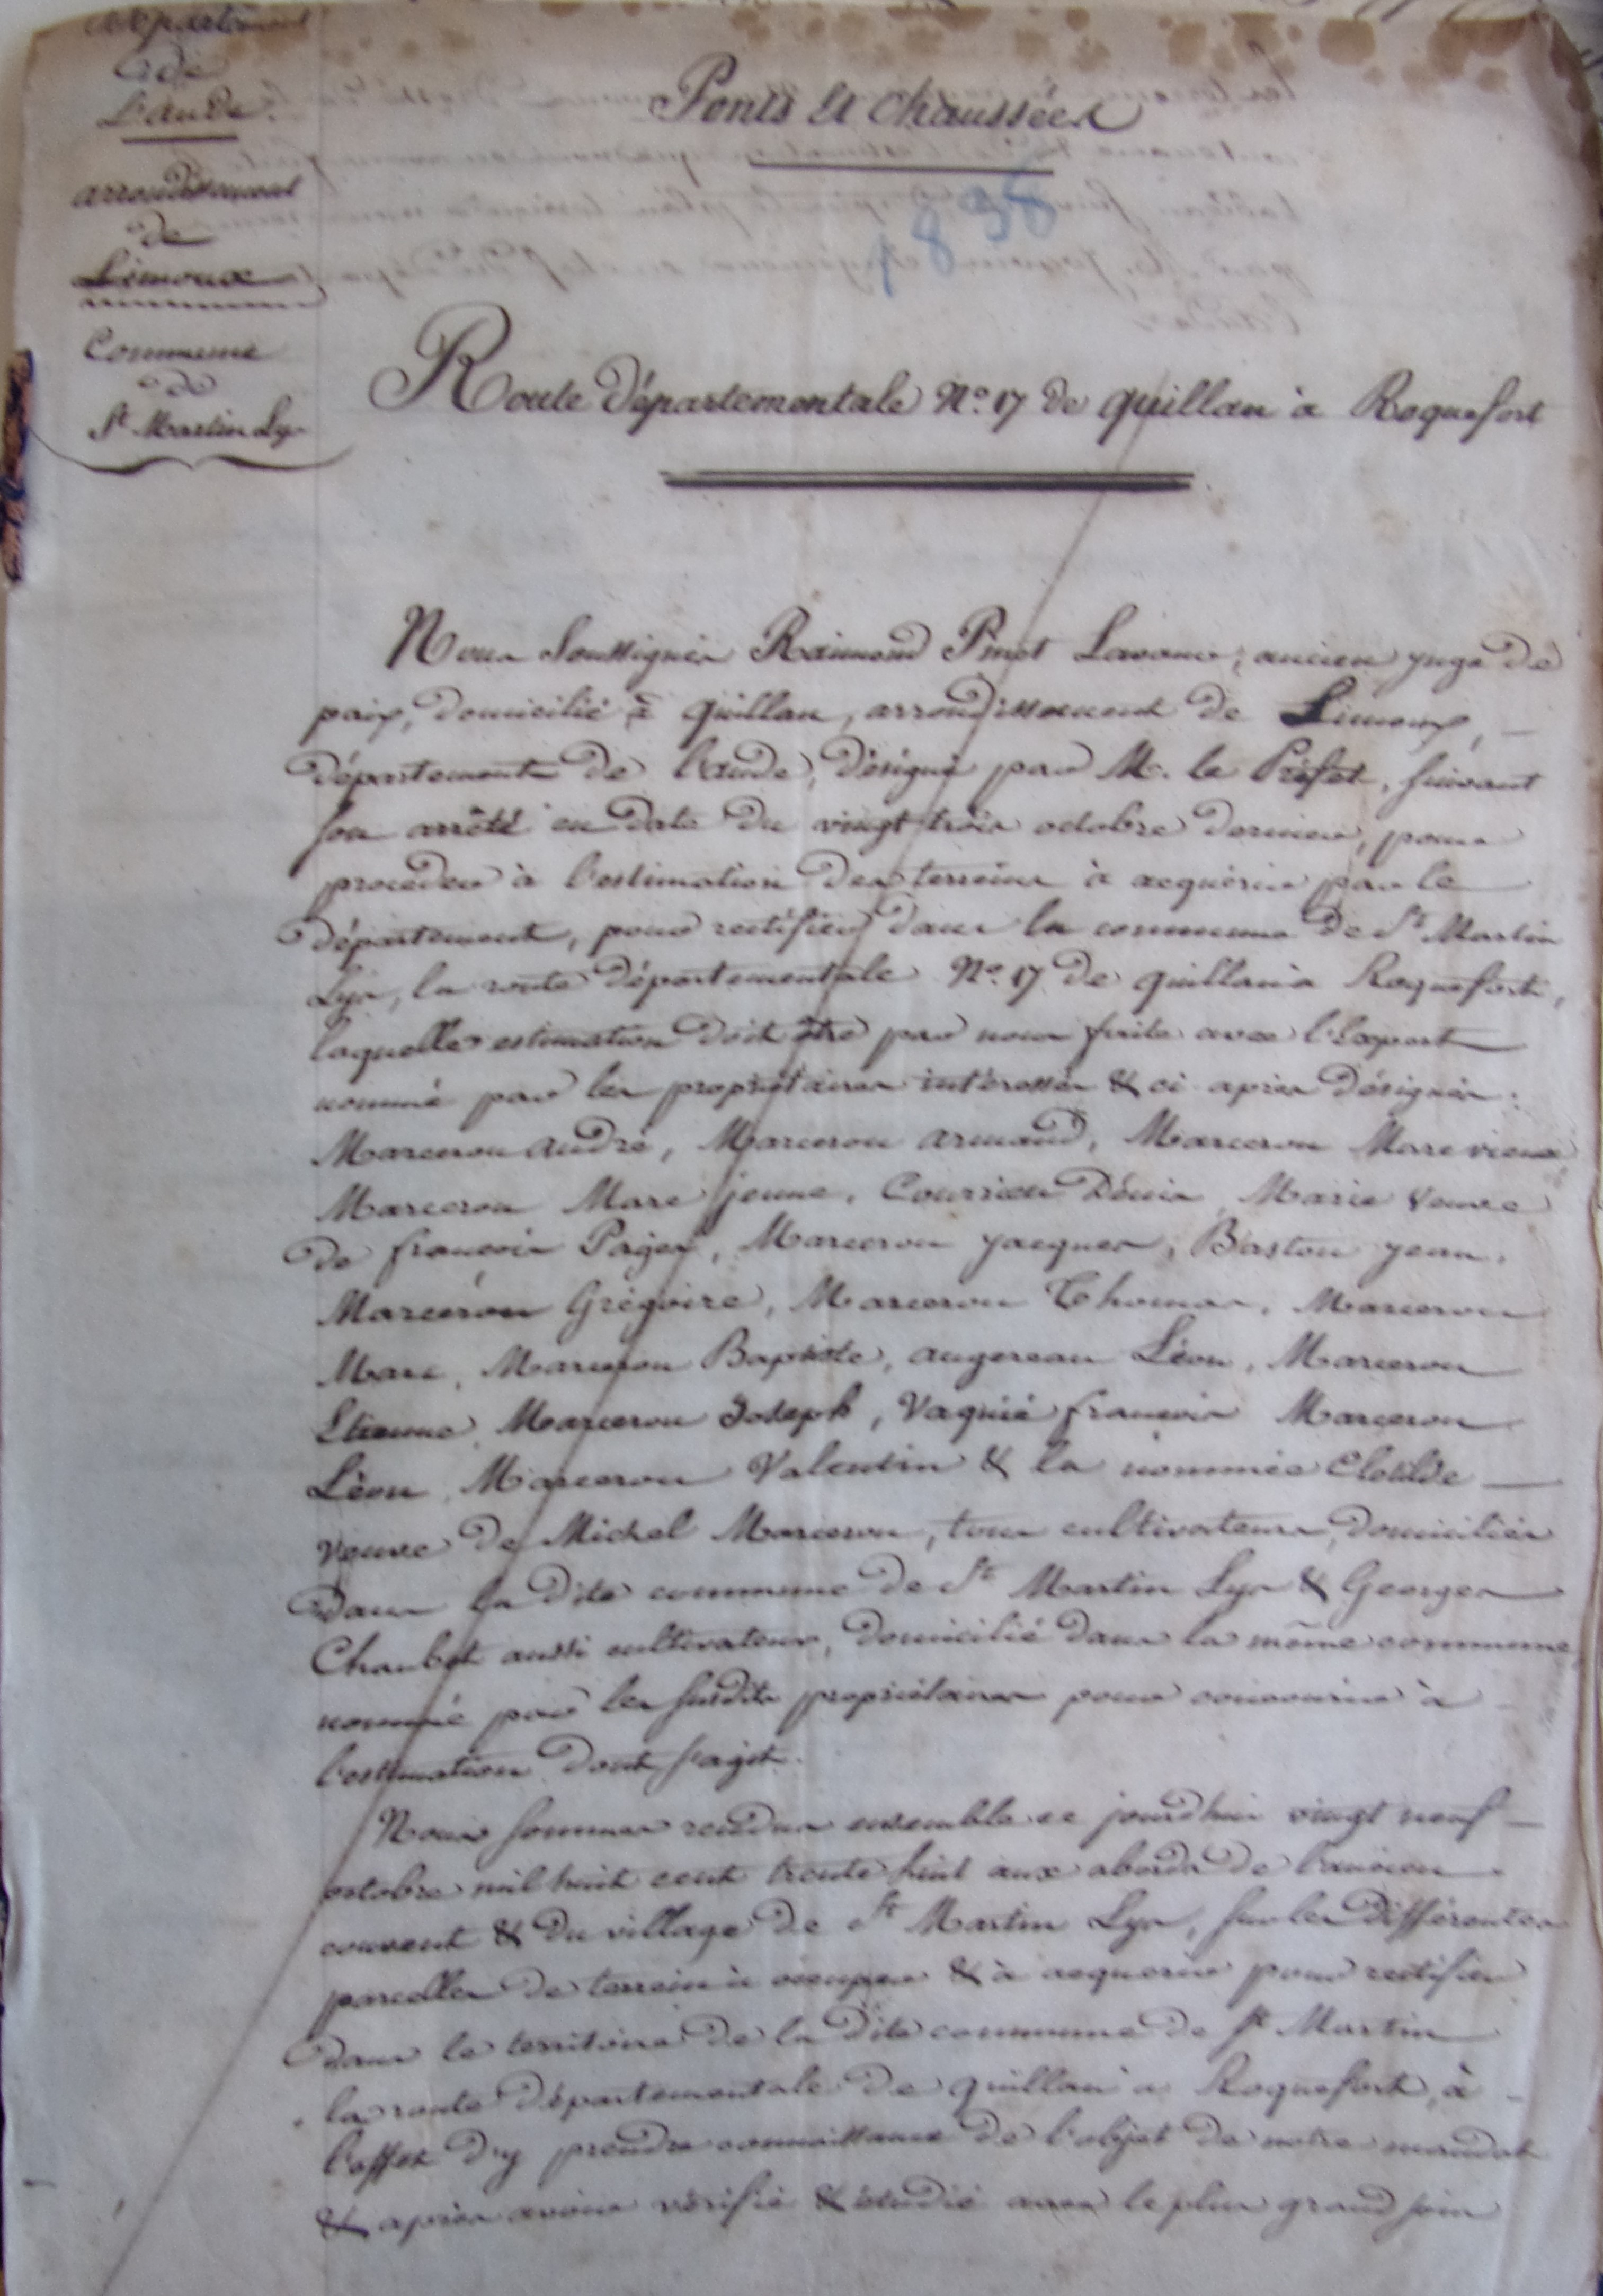 Département
de
L'aude.
arrondissement
de
Limoux
Commune
de
St Martin Lys
Ponts et Chaussées
1838
Route Départementale No. 17 de quillan à Roquefort
Nous soussignés Raimond Pinet Lavaux, ancien juge de
paix, domicilié à quillan, arrondissement de Limoux,
département de l'aude, désigné par M. le Préfet, suivant
son arrêté en date du vingt trois octobre dernier, pour
procéder à l'estimation des terreins à acquérir par le
département, pour rectifier dans la commune de St Martin
Lys, la route départementale No. 17 de quillan à Roquefort,
laquelle estimation doit être par nous faite avec l'Expert
nommé par les propriétaires intéressés & ci après désignés :
Marceron andré, Marceron armand, Marceron Marc vieux
Marceron Marc jeune, Courrieu Dénis, Marie veuve
de françois Pagès, Marceron jacques, Baston jean,
Marceron Grégoire, Marceron Thomas, Marceron
Marc, Marceron Baptiste, augereau Léon, Marceron
Etienne, Marceron Joseph, Vaquié françois Marceron
Léon, Marceron Valentin & la nommée Clotilde
veuve de Michel Marceron, tous cultivateurs, domiciliés
dans la dite commune de St Martin Lys & Georges
Chaubet aussi cultivateur, domicilié dans la même commune
nommé par les susdits propriétaires pour concourir à
l'estimation dont s'agit.
Nous sommes rendus ensemble ce jourd'hui vingt neuf
octobre mil huit cent trente huit aux abords de l'ancien
couvent & du village de St Martin Lys, sur les différentes
parcelles de terrein à occuper & à acquerir pour rectifier
dans le territoire de la dite commune de St Martin
la route départementale de quillan à Roquefort, à
l'effet d'y prendre connaissance de l'objet de notre mandat
& après avoir vérifié & étudié avec le plus grand soin